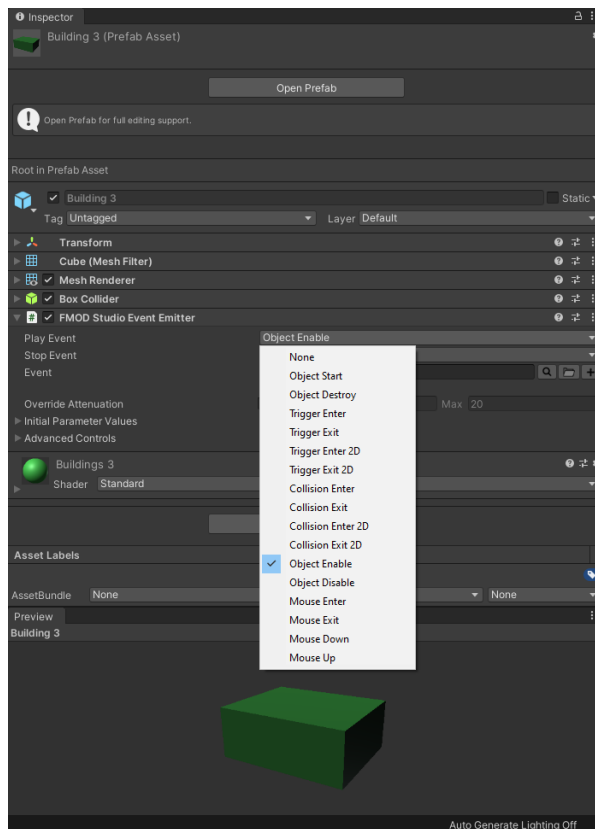 Inspector
Building 3 (Prefab Asset)
Open Prefab
Open Prefab for full editing support.
Root in Prefab Asset
Building 3
Static
Tag Untagged Layer Default
Transform
Cube (Mesh Filter)
Mesh Renderer
Box Collider
# FMOD Studio Event Emitter
Play Event Object Enable
Stop Event
Event
Override Attenuation Max 20
Initial Parameter Values
Advanced Controls
None
Object Start
Object Destroy
Trigger Enter
Trigger Exit
Trigger Enter 2D
Trigger Exit 2D
Collision Enter
Collision Exit
Collision Enter 2D
Collision Exit 2D
Object Enable
Object Disable
Mouse Enter
Mouse Exit
Mouse Down
Mouse Up
Buildings 3
Shader Standard
Asset Labels
AssetBundle None None
Preview
Building 3
Auto Generate Lighting Off